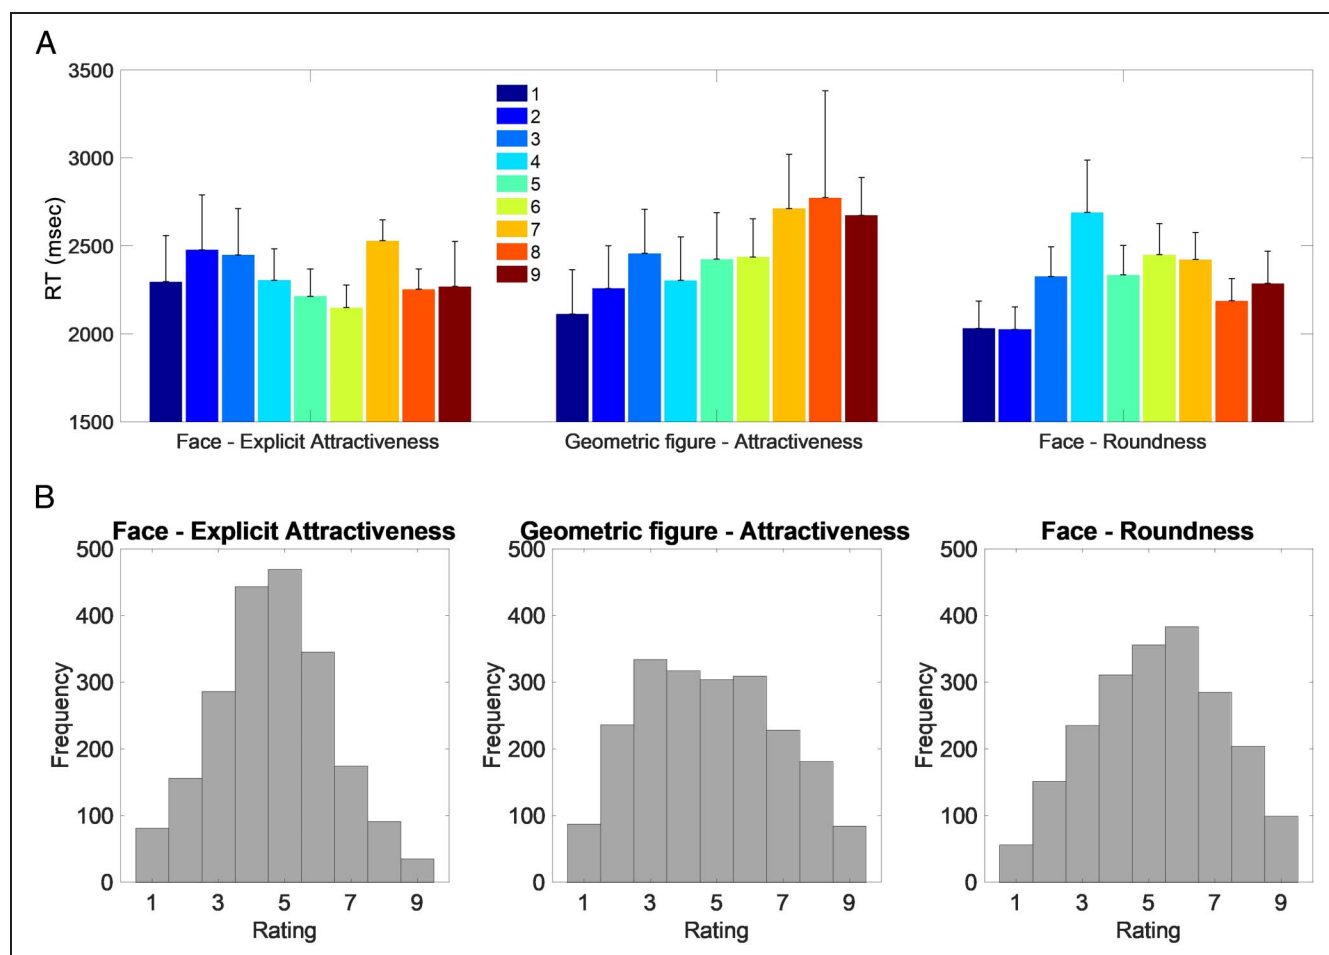 A
3500
3000
2500
2000
1500
RT (msec)
1
2
3
4
5
6
7
8
9
Face - Explicit Attractiveness
Geometric figure - Attractiveness
Face - Roundness
B
Face - Explicit Attractiveness
500
400
300
200
100
0
Frequency
1 3 5 7 9
Rating
Geometric figure - Attractiveness
500
400
300
200
100
0
Frequency
1 3 5 7 9
Rating
Face - Roundness
500
400
300
200
100
0
Frequency
1 3 5 7 9
Rating